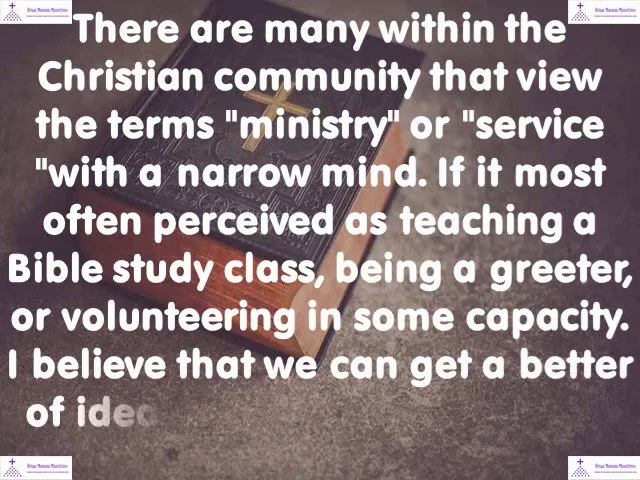 There are many within the
Christian community that view
the terms "ministry" or "service
"with a narrow mind. If it most
often perceived as teaching a
Bible study class, being a greeter,
or volunteering in some capacity.
I believe that we can get a better
of idea